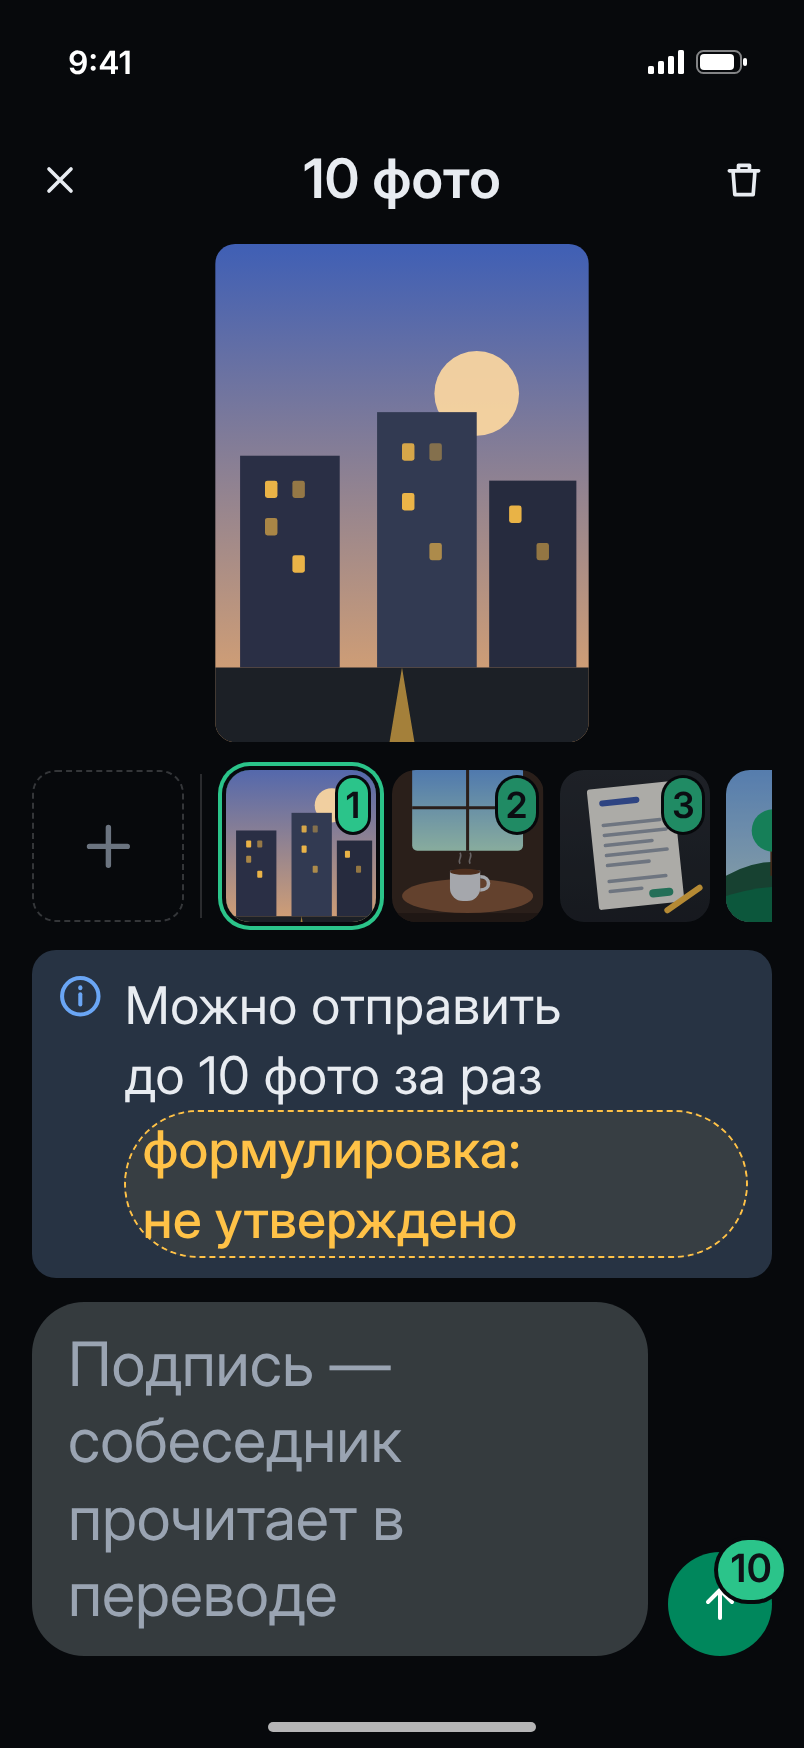 9:41
10 фото
1
2
3
Можно отправить
до 10 фото за раз
формулировка:
не утверждено
Подпись —
собеседник
прочитает в
переводе
10